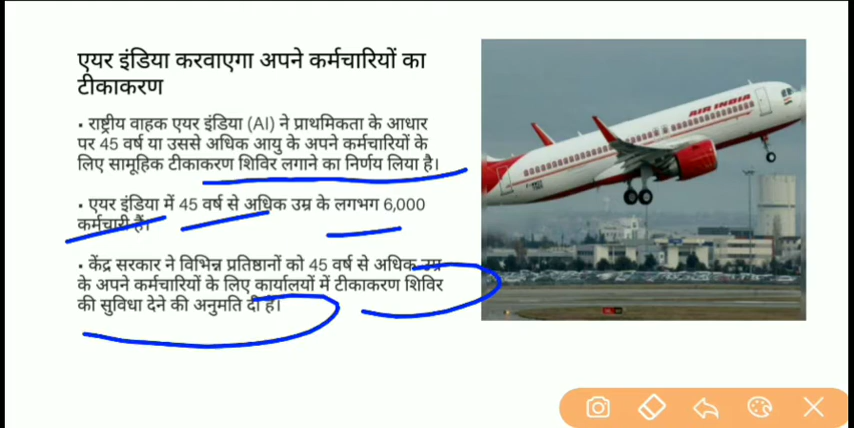 एयर इंडिया करवाएगा अपने कर्मचारियों का
टीकाकरण
• राष्ट्रीय वाहक एयर इंडिया (AI) ने प्राथमिकता के आधार
पर 45 वर्ष या उससे अधिक आयु के अपने कर्मचारियों के
लिए सामूहिक टीकाकरण शिविर लगाने का निर्णय लिया है।
• एयर इंडिया में 45 वर्ष से अधिक उम्र के लगभग 6,000
कर्मचारी हैं।
• केंद्र सरकार ने विभिन्न प्रतिष्ठानों को 45 वर्ष से अधिक उम्र
के अपने कर्मचारियों के लिए कार्यालयों में टीकाकरण शिविर
की सुविधा देने की अनुमति दी है।
AIR INDIA